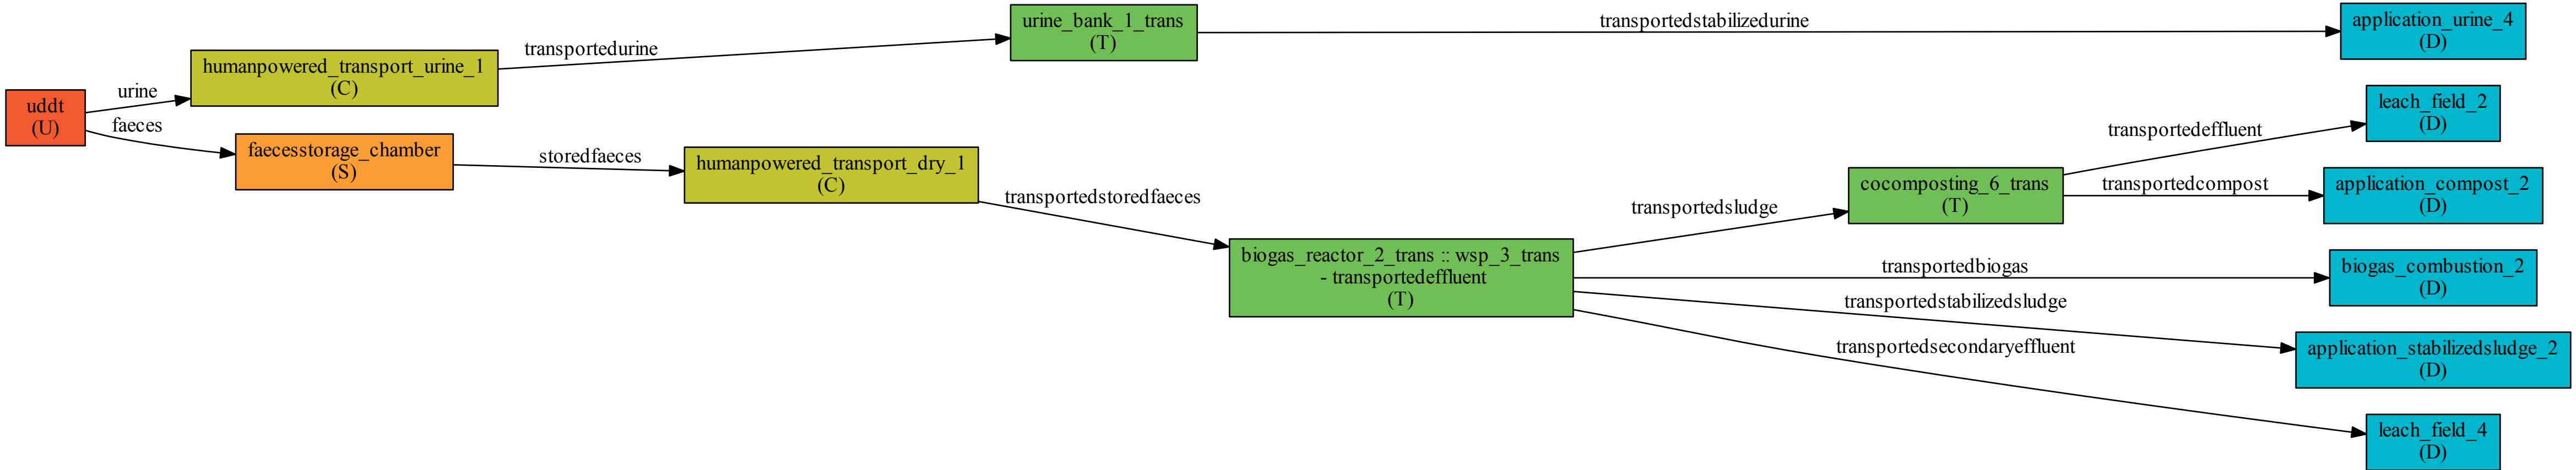 uddt
(U)
urine
faeces
humanpowered_transport_urine_1
(C)
transportedurine
urine_bank_1_trans
(T)
transportedstabilizedurine
application_urine_4
(D)
faecesstorage_chamber
(S)
storedfaeces
humanpowered_transport_dry_1
(C)
transportedstoredfaeces
biogas_reactor_2_trans :: wsp_3_trans
- transportedeffluent
(T)
transportedsludge
cocomposting_6_trans
(T)
transportedeffluent
leach_field_2
(D)
transportedcompost
application_compost_2
(D)
transportedbiogas
biogas_combustion_2
(D)
transportedstabilizedsludge
application_stabilizedsludge_2
(D)
transportedsecondaryeffluent
leach_field_4
(D)